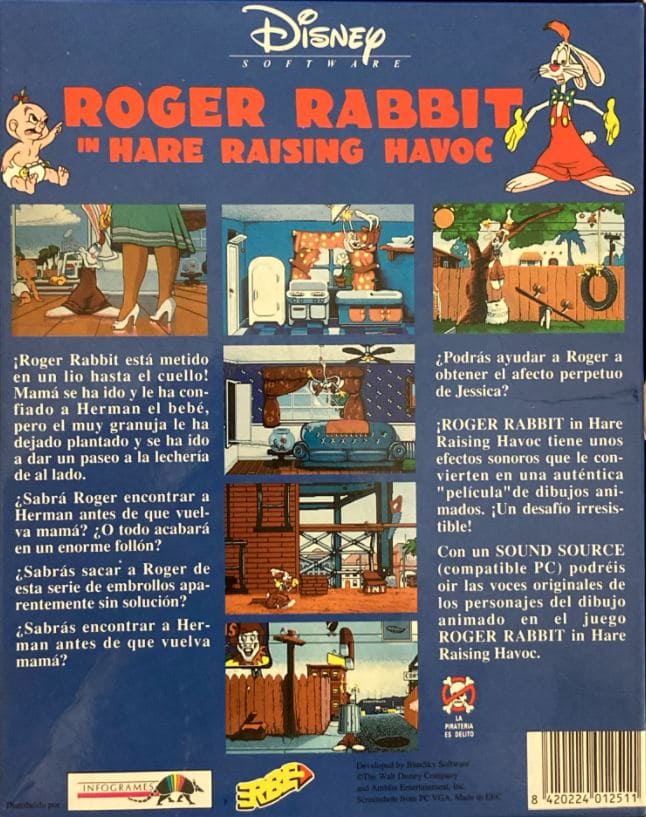 Disney
SOFTWARE
ROGER RABBIT
IN HARE RAISING HAVOC
¡Roger Rabbit está metido
en un lio hasta el cuello!
Mamá se ha ido y le ha con-
fiado a Herman el bebé,
pero el muy granuja le ha
dejado plantado y se ha ido
a dar un paseo a la lechería
de al lado.
¿Sabrá Roger encontrar a
Herman antes de que vuel-
va mamá? ¿O todo acabará
en un enorme follón?
¿Sabrás sacar a Roger de
esta serie de embrollos apa-
rentemente sin solución?
¿Sabrás encontrar a Her-
man antes de que vuelva
mamá?
TNT
¿Podrás ayudar a Roger a
obtener el afecto perpetuo
de Jessica?
¡ROGER RABBIT in Hare
Raising Havoc tiene unos
efectos sonoros que le con-
vierten en una auténtica
"película"de dibujos ani-
mados. ¡Un desafío irresis-
tible!
Con un SOUND SOURCE
(compatible PC) podréis
oir las voces originales de
los personajes del dibujo
animado en el juego
ROGER RABBIT in Hare
Raising Havoc.
LA
PIRATERIA
ES DELITO
Distribuido por
INFOGRAMES
y
ERBE
Developed by BlueSky Software
©The Walt Disney Company
and Amblin Entertainment, Inc.
Screenshots from PC VGA, Made in EEC
8 420224 012511